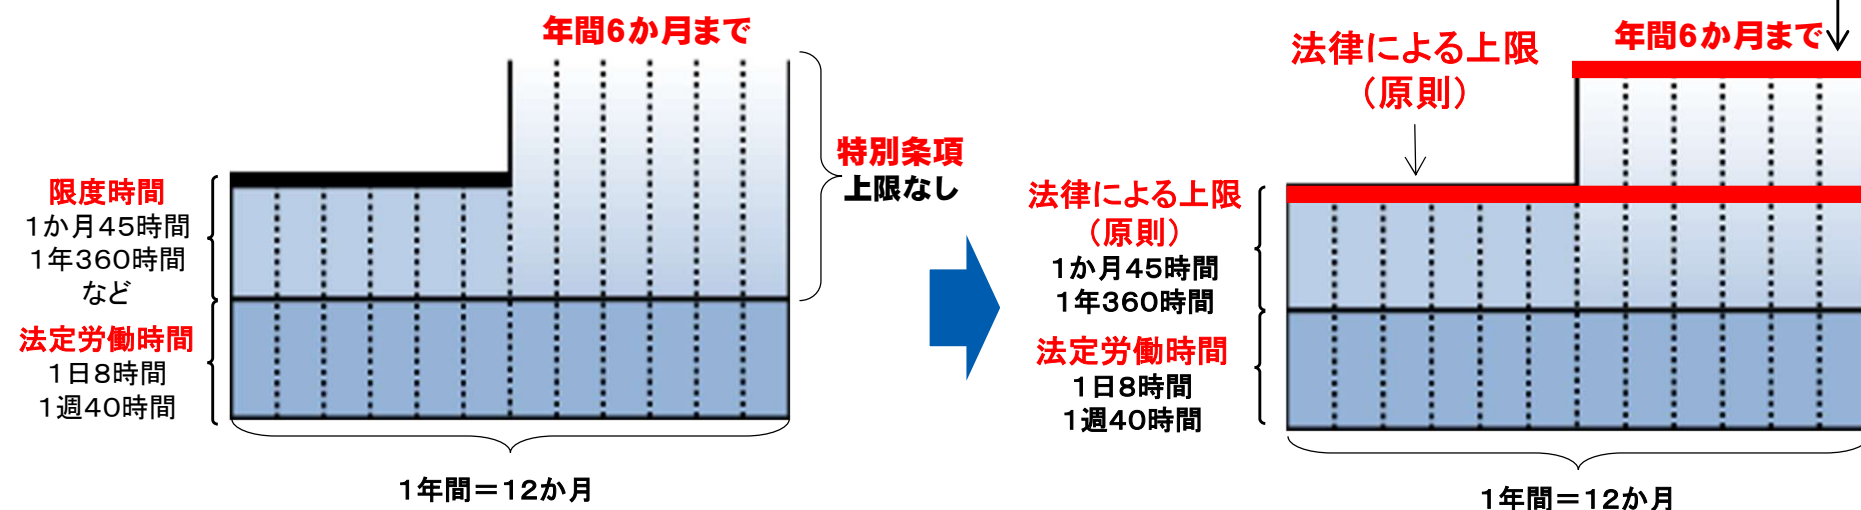 年間6か月まで
特別条項
上限なし
限度時間
1か月45時間
1年360時間
など
法定労働時間
1日8時間
1週40時間
1年間＝12か月
法律による上限
（原則）
年間6か月まで
法律による上限
（原則）
1か月45時間
1年360時間
法定労働時間
1日8時間
1週40時間
1年間＝12か月